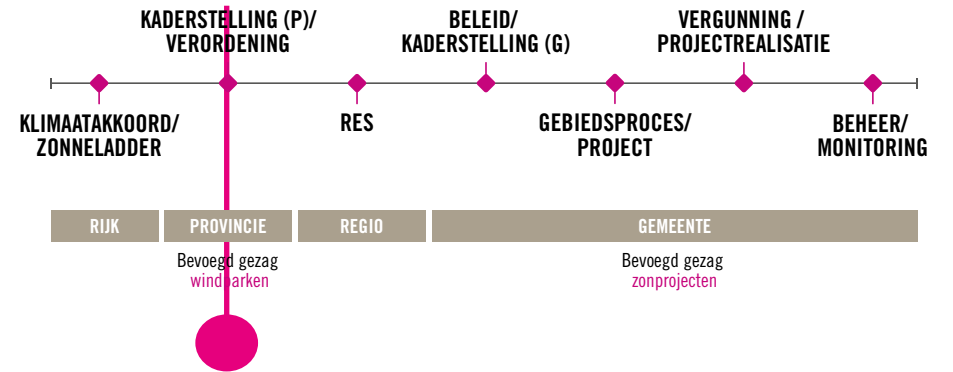 KADERSTELLING (P)/
VERORDENING
BELEID/
KADERSTELLING (G)
VERGUNNING /
PROJECTREALISATIE
KLIMAATAKKOORD/
ZONNELADDER
RES
GEBIEDSPROCES/
PROJECT
BEHEER/
MONITORING
RIJK
PROVINCIE
REGIO
GEMEENTE
Bevoegd gezag
windparken
Bevoegd gezag
zonprojecten